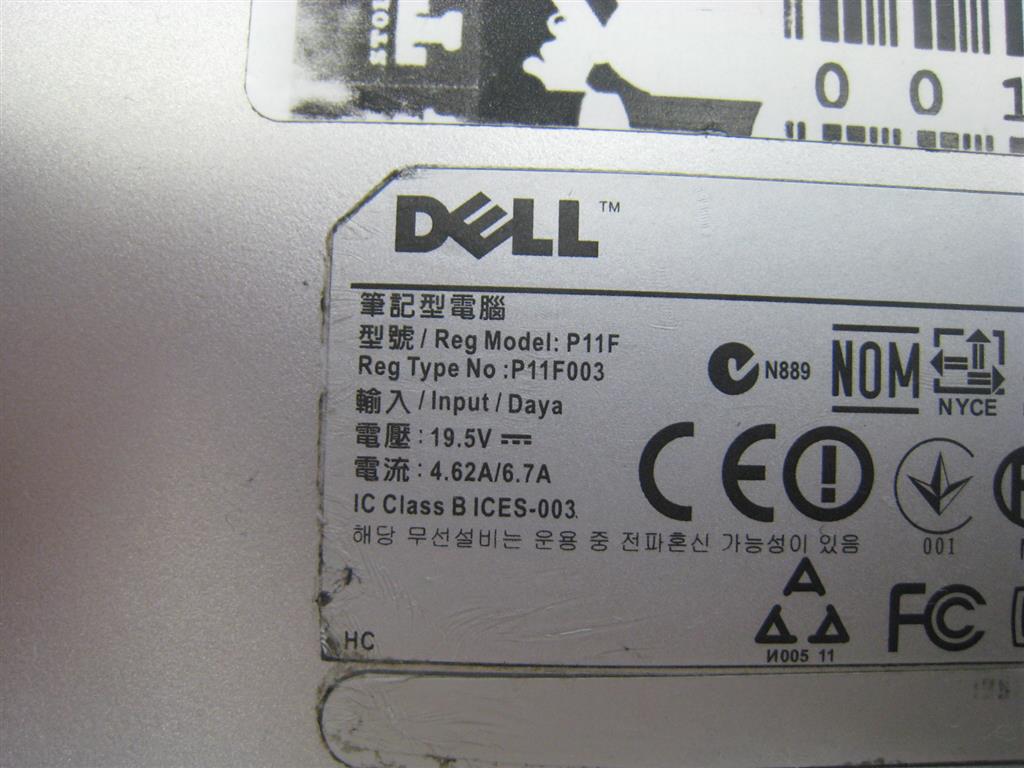 001
DELL™
筆記型電腦
型號 / Reg Model: P11F
Reg Type No :P11F003
輸入 / Input / Daya
電壓 : 19.5V
電流 : 4.62A/6.7A
IC Class B ICES-003
해당 무선설비는 운용 중 전파혼신 가능성이 있음
HC
N889
NOM
NYCE
CE
001
И005 11
FC